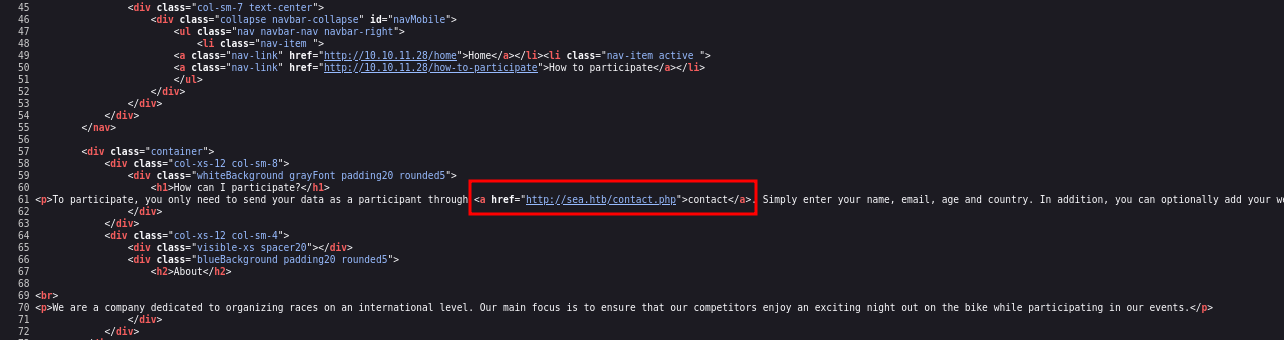 45 <div class="col-sm-7 text-center">
46 <div class="collapse navbar-collapse" id="navMobile">
47 <ul class="nav navbar-nav navbar-right">
48 <li class="nav-item ">
49 <a class="nav-link" href="http://10.10.11.28/home">Home</a></li><li class="nav-item active ">
50 <a class="nav-link" href="http://10.10.11.28/how-to-participate">How to participate</a></li>
51 </ul>
52 </div>
53 </div>
54 </div>
55 </nav>
56
57 <div class="container">
58 <div class="col-xs-12 col-sm-8">
59 <div class="whiteBackground grayFont padding20 rounded5">
60 <h1>How can I participate?</h1>
61 <p>To participate, you only need to send your data as a participant through <a href="http://sea.htb/contact.php">contact</a>. Simply enter your name, email, age and country. In addition, you can optionally add your we
62 </div>
63 </div>
64 <div class="col-xs-12 col-sm-4">
65 <div class="visible-xs spacer20"></div>
66 <div class="blueBackground padding20 rounded5">
67 <h2>About</h2>
68
69 <br>
70 <p>We are a company dedicated to organizing races on an international level. Our main focus is to ensure that our competitors enjoy an exciting night out on the bike while participating in our events.</p>
71 </div>
72 </div>